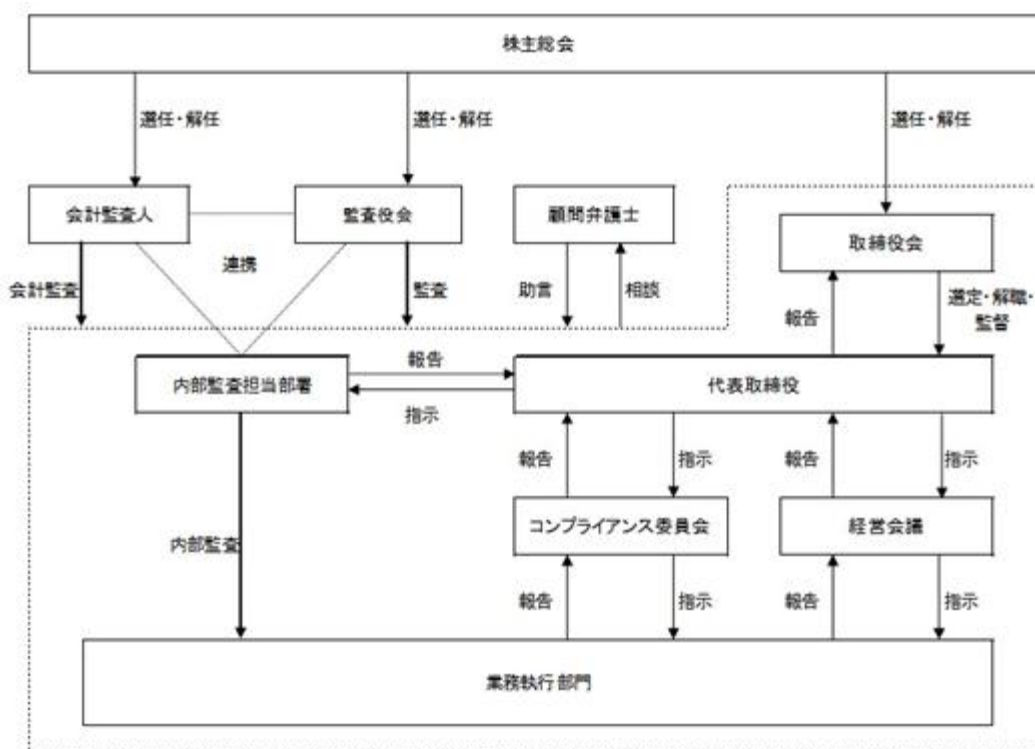 株主総会
選任・解任
選任・解任
選任・解任
会計監査人
監査役会
顧問弁護士
取締役会
連携
会計監査
監査
助言
相談
報告
選定・解職・
監督
内部監査担当部署
報告
指示
代表取締役
報告
指示
報告
指示
コンプライアンス委員会
経営会議
内部監査
報告
指示
報告
指示
業務執行部門